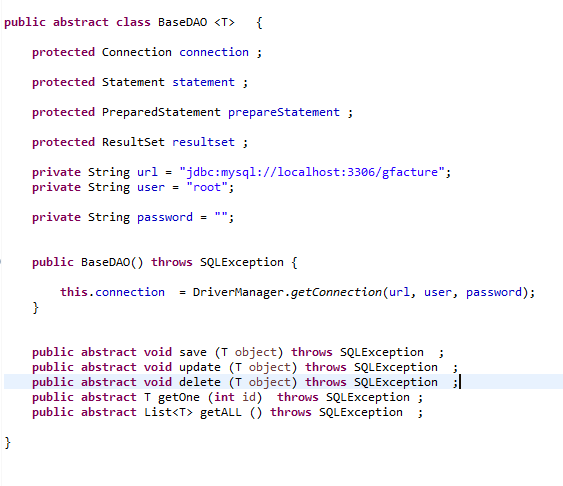 public abstract class BaseDAO <T>   {
protected Connection connection ;
protected Statement statement ;
protected PreparedStatement prepareStatement ;
protected ResultSet resultset ;
private String url = "jdbc:mysql://localhost:3306/gfacture";
private String user = "root";
private String password = "";
public BaseDAO() throws SQLException {
this.connection  = DriverManager.getConnection(url, user, password);
}
public abstract void save (T object) throws SQLException  ;
public abstract void update (T object) throws SQLException  ;
public abstract void delete (T object) throws SQLException  ;
public abstract T getOne (int id)  throws SQLException ;
public abstract List<T> getALL () throws SQLException  ;
}